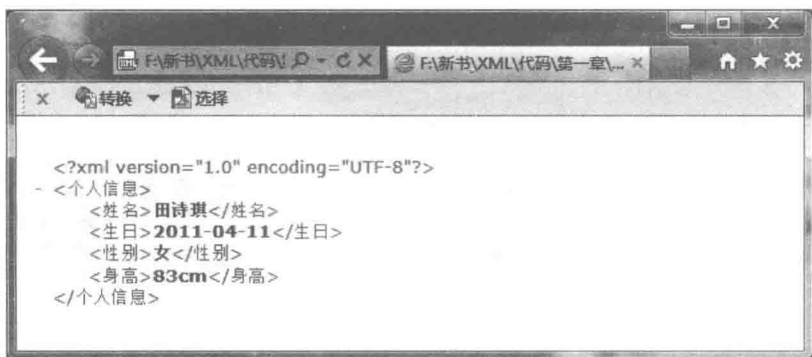 F:\新书\XML\代码\
F:\新书\XML\代码\第一章\...
x 转换 选择
<?xml version="1.0" encoding="UTF-8"?>
- <个人信息>
<姓名>田诗琪</姓名>
<生日>2011-04-11</生日>
<性别>女</性别>
<身高>83cm</身高>
</个人信息>